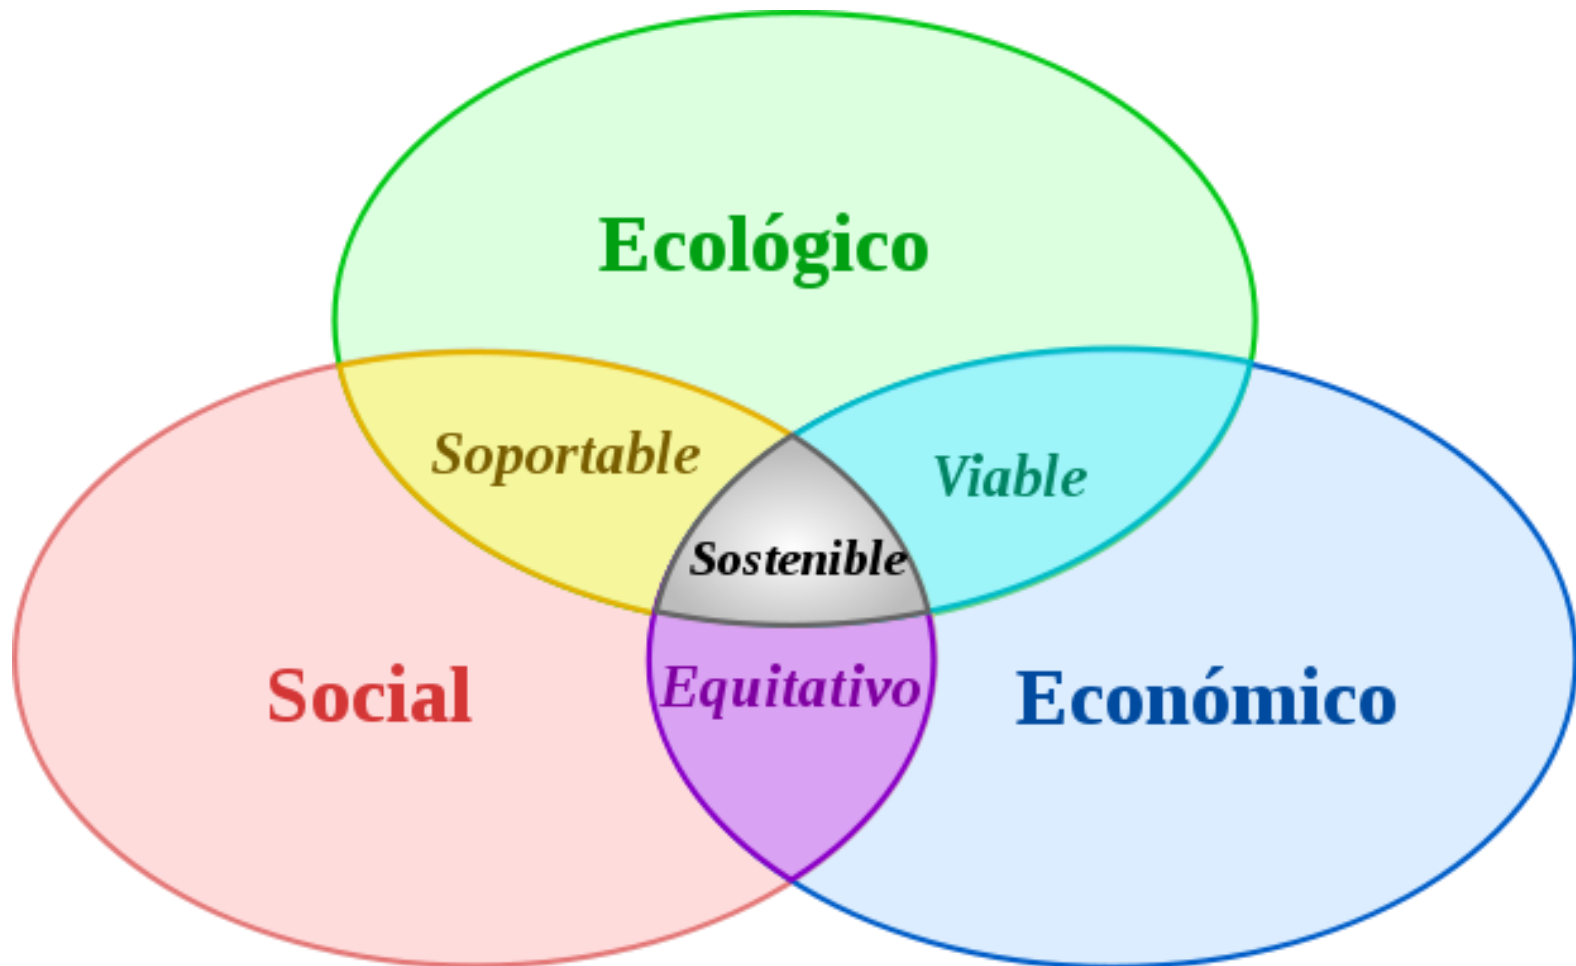 Ecológico
Soportable
Viable
Sostenible
Equitativo
Social
Económico